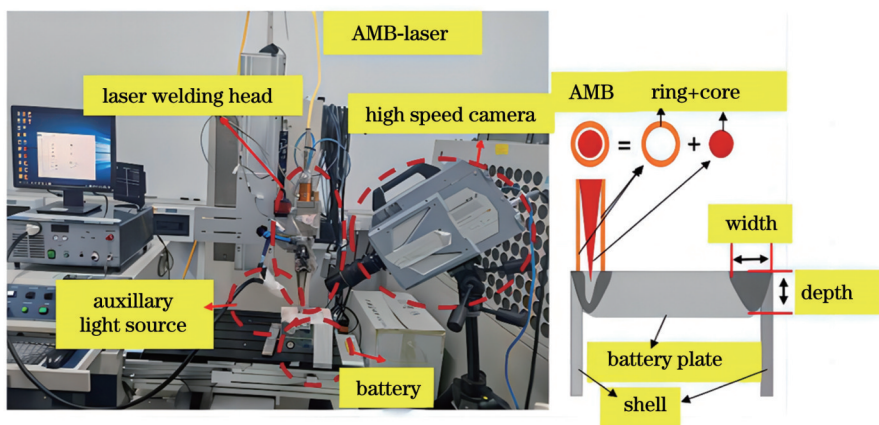 AMB-laser
laser welding head
high speed camera
auxillary
light source
battery
AMB
ring+core
=
+
width
depth
battery plate
shell